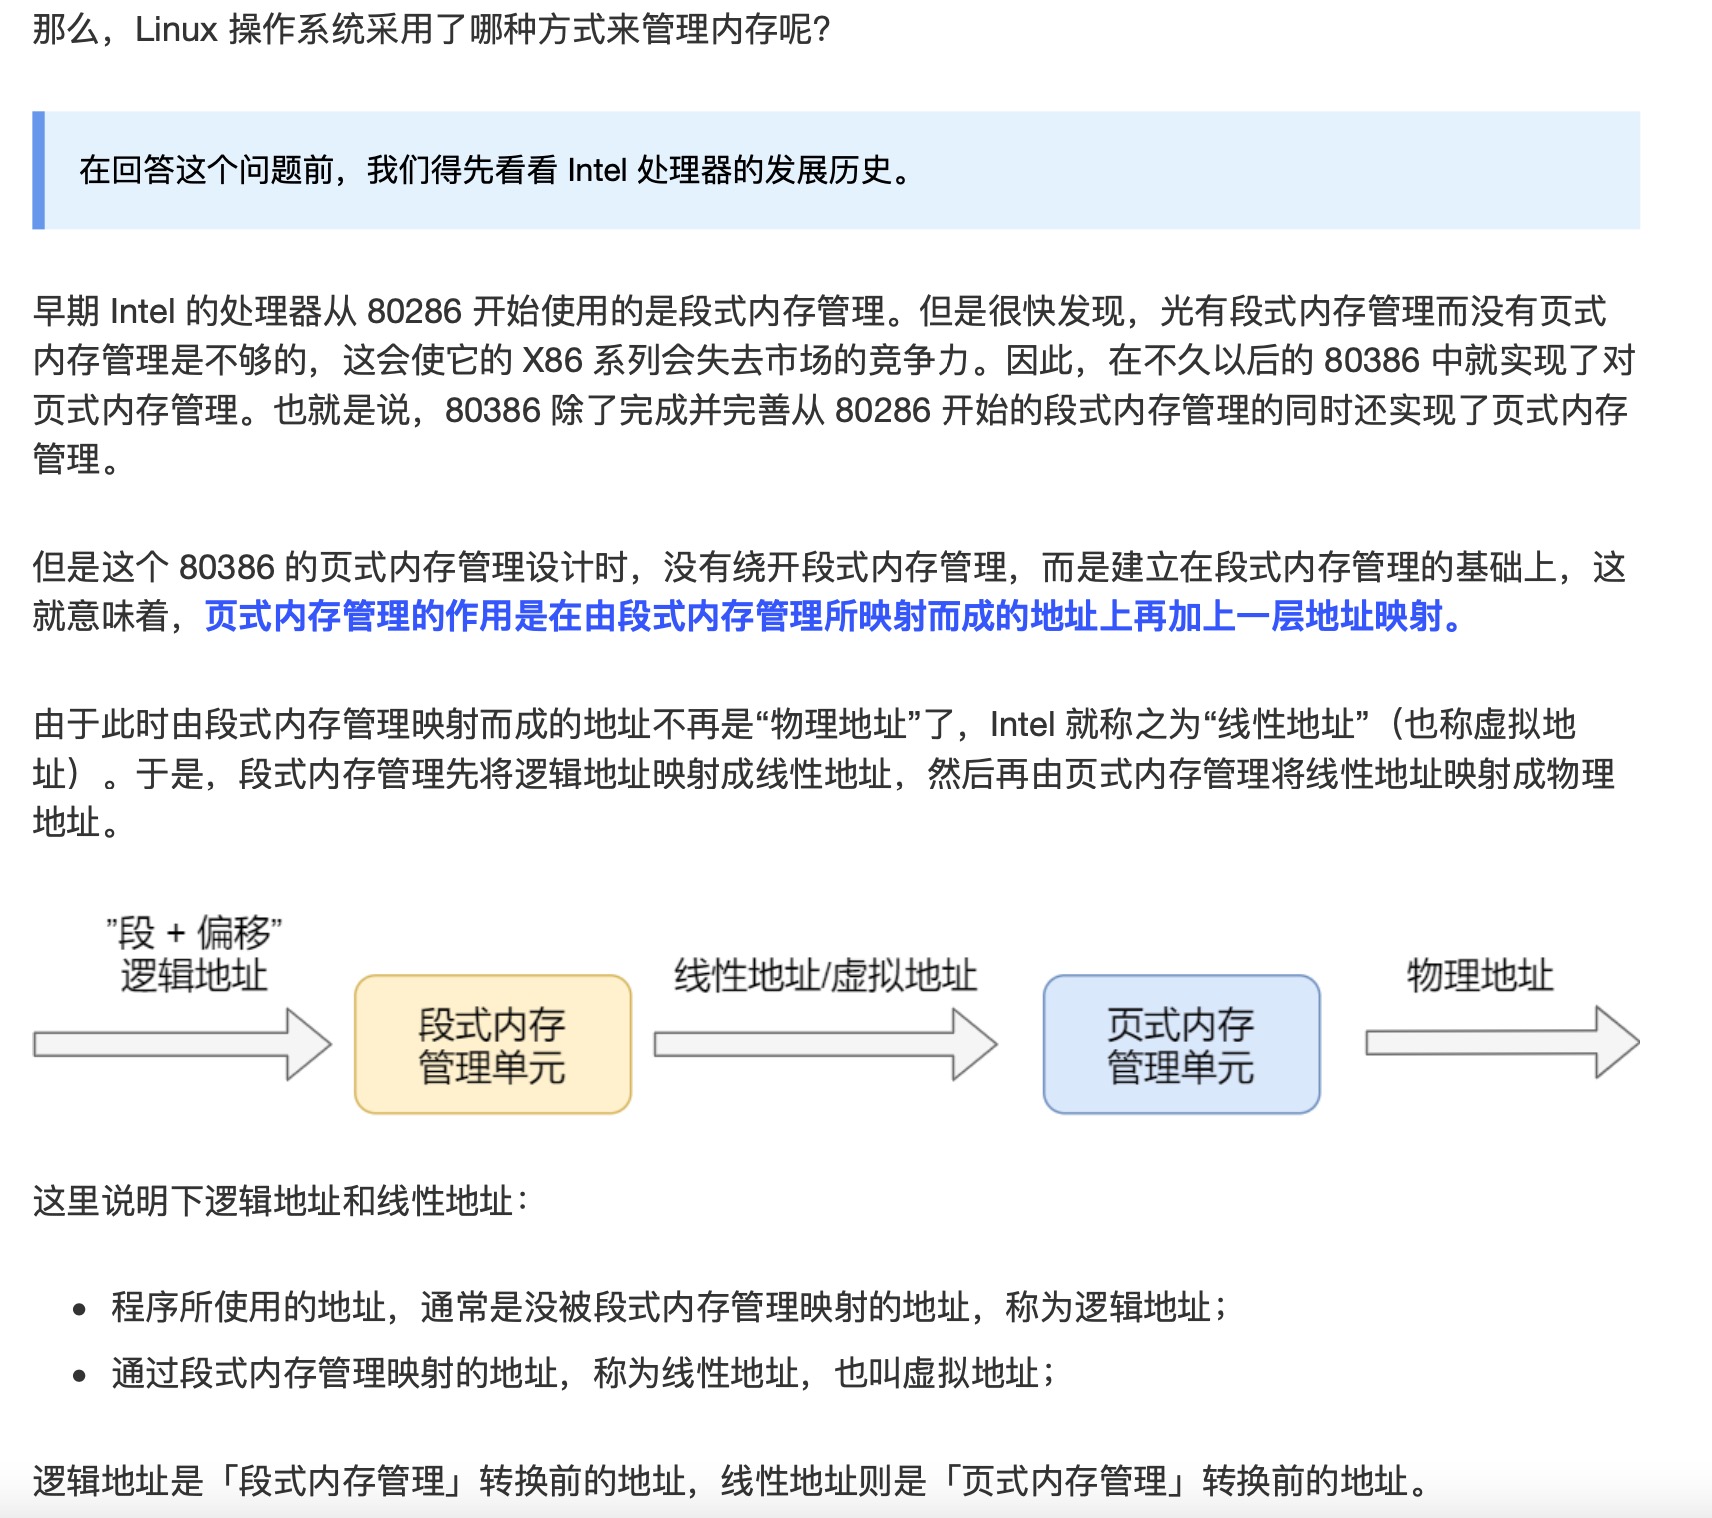 那么，Linux 操作系统采用了哪种方式来管理内存呢？
在回答这个问题前，我们得先看看 Intel 处理器的发展历史。
早期 Intel 的处理器从 80286 开始使用的是段式内存管理。但是很快发现，光有段式内存管理而没有页式
内存管理是不够的，这会使它的 X86 系列会失去市场的竞争力。因此，在不久以后的 80386 中就实现了对
页式内存管理。也就是说，80386 除了完成并完善从 80286 开始的段式内存管理的同时还实现了页式内存
管理。
但是这个 80386 的页式内存管理设计时，没有绕开段式内存管理，而是建立在段式内存管理的基础上，这
就意味着，页式内存管理的作用是在由段式内存管理所映射而成的地址上再加上一层地址映射。
由于此时由段式内存管理映射而成的地址不再是“物理地址”了，Intel 就称之为“线性地址”（也称虚拟地
址）。于是，段式内存管理先将逻辑地址映射成线性地址，然后再由页式内存管理将线性地址映射成物理
地址。
”段 + 偏移”
逻辑地址
段式内存
管理单元
线性地址/虚拟地址
页式内存
管理单元
物理地址
这里说明下逻辑地址和线性地址：
• 程序所使用的地址，通常是没被段式内存管理映射的地址，称为逻辑地址；
• 通过段式内存管理映射的地址，称为线性地址，也叫虚拟地址；
逻辑地址是「段式内存管理」转换前的地址，线性地址则是「页式内存管理」转换前的地址。